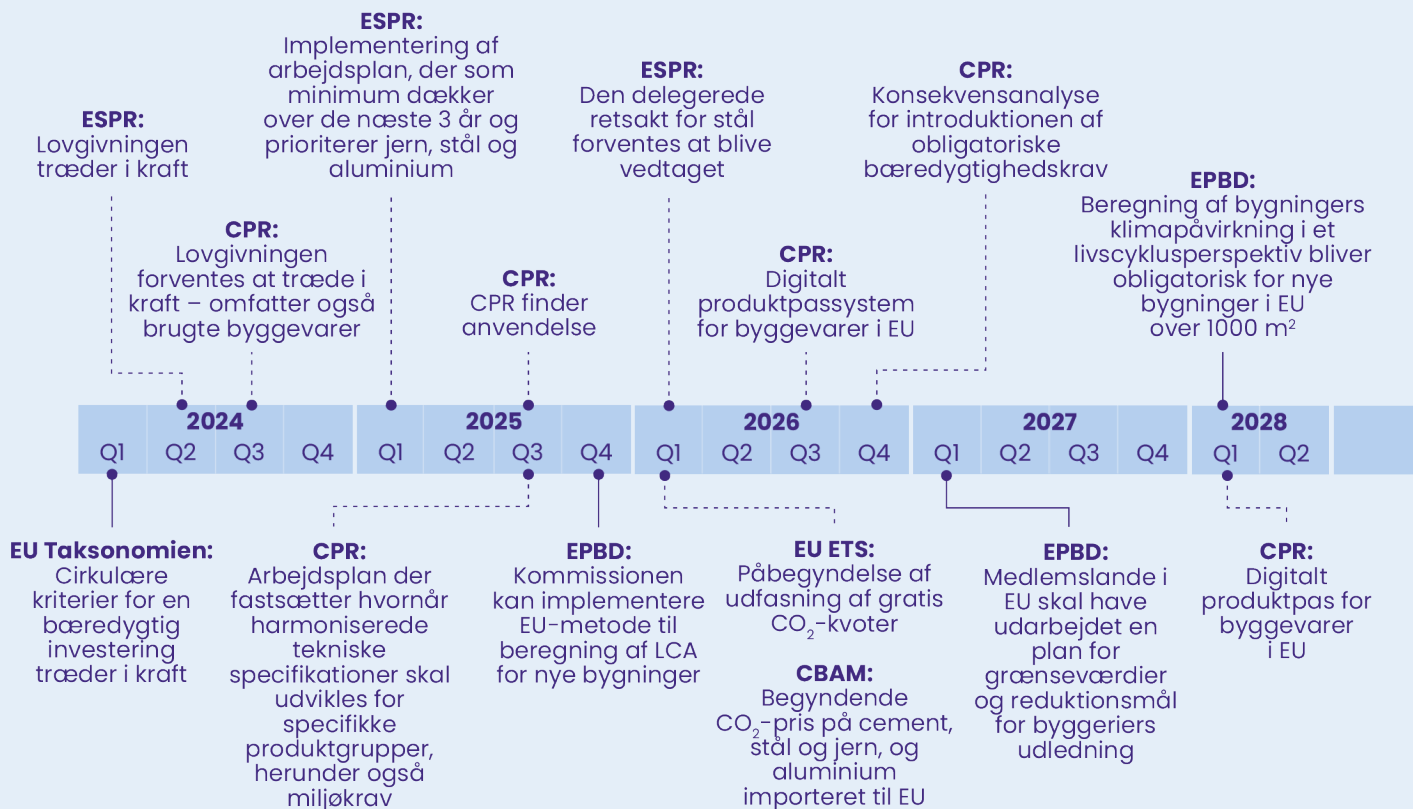 ESPR:
Lovgivningen
træder i kraft
ESPR:
Implementering af
arbejdsplan, der som
minimum dækker
over de næste 3 år og
prioriterer jern, stål og
aluminium
ESPR:
Den delegerede
retsakt for stål
forventes at blive
vedtaget
CPR:
Konsekvensanalyse
for introduktionen af
obligatoriske
bæredygtighedskrav
CPR:
Lovgivningen
forventes at træde i
kraft – omfatter også
brugte byggevarer
CPR:
CPR finder
anvendelse
CPR:
Digitalt
produktpassystem
for byggevarer i EU
EPBD:
Beregning af bygningers
klimapåvirkning i et
livscyklusperspektiv bliver
obligatorisk for nye
bygninger i EU
over 1000 m²
2024
2025
2026
2027
2028
Q1 Q2 Q3 Q4 Q1 Q2 Q3 Q4 Q1 Q2 Q3 Q4 Q1 Q2 Q3 Q4 Q1 Q2
EU Taksonomien:
Cirkulære
kriterier for en
bæredygtig
investering
træder i kraft
CPR:
Arbejdsplan der
fastsætter hvornår
harmoniserede
tekniske
specifikationer skal
udvikles for
specifikke
produktgrupper,
herunder også
miljøkrav
EPBD:
Kommissionen
kan implementere
EU-metode til
beregning af LCA
for nye bygninger
EU ETS:
Påbegyndelse af
udfasning af gratis
CO₂-kvoter
CBAM:
Begyndende
CO₂-pris på cement,
stål og jern, og
aluminium
importeret til EU
EPBD:
Medlemslande i
EU skal have
udarbejdet en
plan for
grænseværdier
og reduktionsmål
for byggeriers
udledning
CPR:
Digitalt
produktpas for
byggevarer
i EU